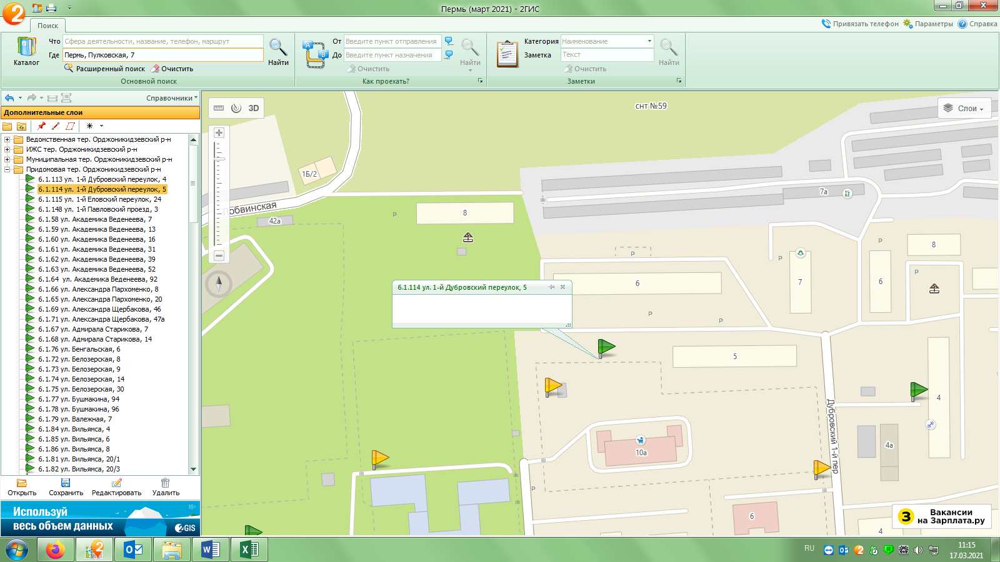 Пермь (март 2021) - 2ГИС
Поиск
Привязать телефон
Параметры
Справка
Каталог
Что
Сфера деятельности, название, телефон, маршрут
Где
Пермь, Пулковская, 7
Расширенный поиск
Очистить
Найти
Основной поиск
От
Введите пункт отправления
До
Введите пункт назначения
Очистить
Найти
Как проехать?
Категория
Наименование
Заметка
Текст
Очистить
Найти
Заметки
Справочники
Дополнительные слои
Ведомственная тер. Орджоникидзевский р-н
ИЖС тер. Орджоникидзевский р-н
Муниципальная тер. Орджоникидзевский р-н
Придомовая тер. Орджоникидзевский р-н
6.1.113 ул. 1-й Дубровский переулок, 4
6.1.114 ул. 1-й Дубровский переулок, 5
6.1.115 ул. 1-й Еловский переулок, 24
6.1.148 ул. 1-й Павловский проезд, 3
6.1.58 ул. Академика Веденеева, 7
6.1.59 ул. Академика Веденеева, 13
6.1.60 ул. Академика Веденеева, 16
6.1.61 ул. Академика Веденеева, 31
6.1.62 ул. Академика Веденеева, 39
6.1.63 ул. Академика Веденеева, 52
6.1.64 ул. Академика Веденеева, 92
6.1.66 ул. Александра Пархоменко, 8
6.1.65 ул. Александра Пархоменко, 20
6.1.69 ул. Александра Щербакова, 46
6.1.71 ул. Александра Щербакова, 47а
6.1.67 ул. Адмирала Старикова, 7
6.1.68 ул. Адмирала Старикова, 14
6.1.76 ул. Бенгальская, 6
6.1.72 ул. Белозерская, 8
6.1.73 ул. Белозерская, 9
6.1.74 ул. Белозерская, 14
6.1.75 ул. Белозерская, 30
6.1.77 ул. Бушмакина, 94
6.1.78 ул. Бушмакина, 96
6.1.79 ул. Валежная, 7
6.1.84 ул. Вильямса, 4
6.1.85 ул. Вильямса, 6
6.1.86 ул. Вильямса, 8
6.1.81 ул. Вильямса, 20/1
6.1.82 ул. Вильямса, 20/3
Открыть
Сохранить
Редактировать
Удалить
Используй
18+
весь объем данных
2GIS
3D
снт №59
Слои
1Б/2
Лобвинская
42а
P
8
7а
P
6
P
P
P
7
P
6
8
P
6.1.114 ул. 1-й Дубровский переулок, 5
5
4
Дубровский 1-й пер
4а
10а
P
6
4
Вакансии
на Зарплата.ру
RU
11:15
17.03.2021